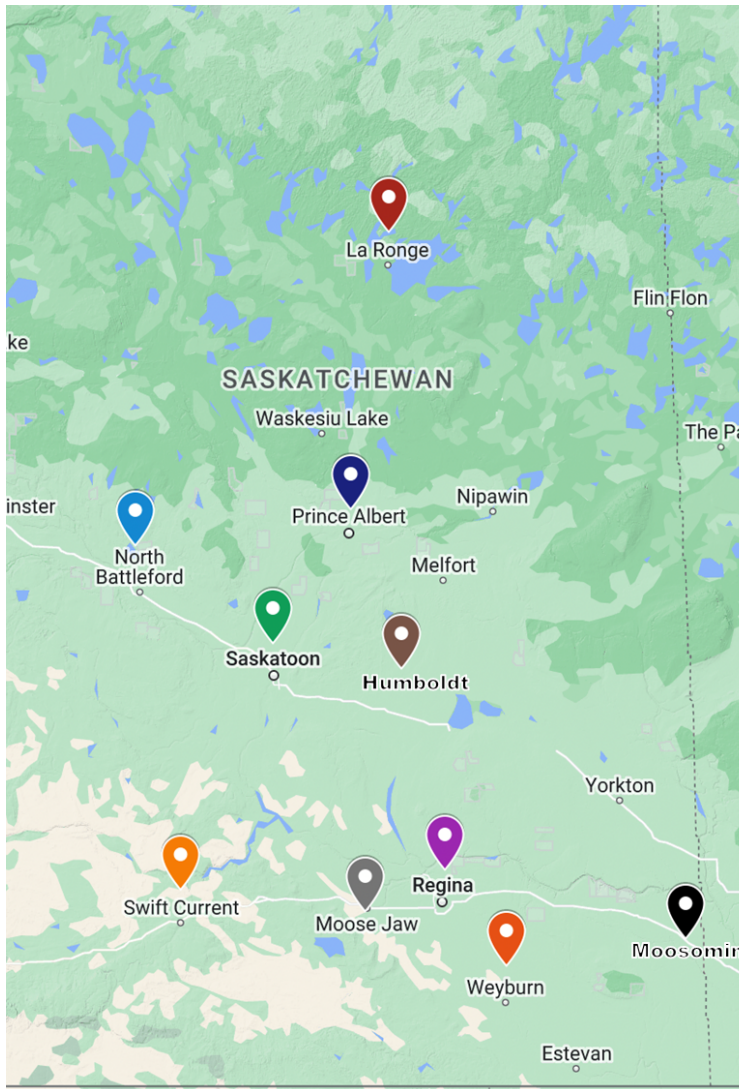 La Ronge
Flin Flon
ke
SASKATCHEWAN
Waskesiu Lake
The Pa
Nipawin
inster
Prince Albert
North
Battleford
Melfort
Saskatoon
Humboldt
Yorkton
Regina
Swift Current
Moose Jaw
Moosomin
Weyburn
Estevan